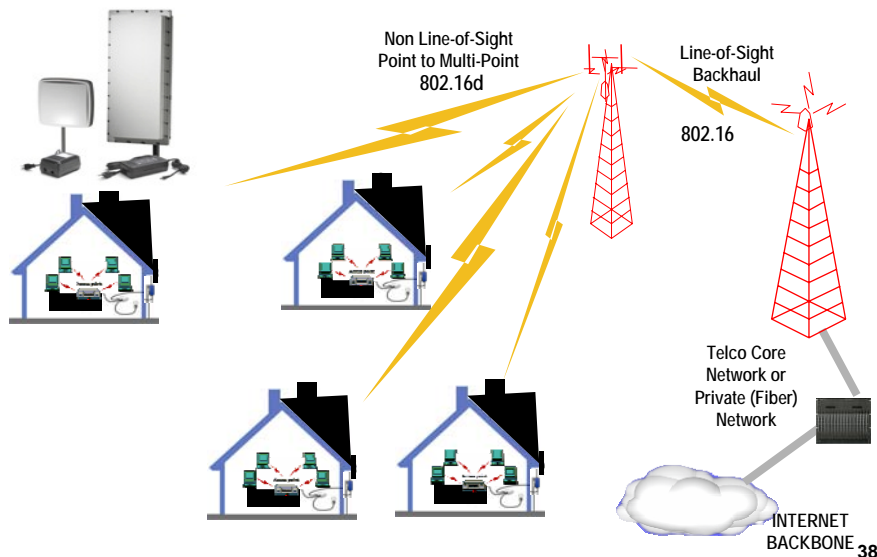 Non Line-of-Sight
Point to Multi-Point
802.16d
Line-of-Sight
Backhaul
802.16
Telco Core
Network or
Private (Fiber)
Network
INTERNET
BACKBONE
38